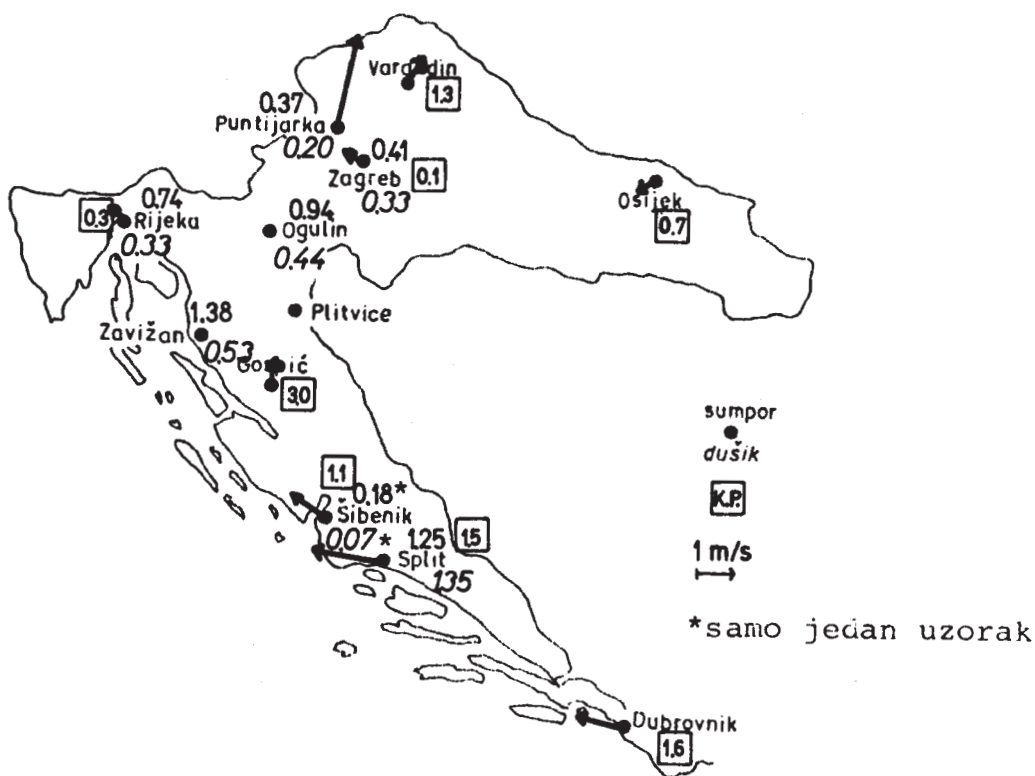 Varaždin
1.3
0.37
Puntijarka
0.20
0.41
Zagreb
0.1
0.33
Osijek
0.7
0.74
0.3
Rijeka
0.33
0.94
Ogulin
0.44
Plitvice
1.38
Zavižan
0.53
Gospić
3.0
sumpor
dušik
K.P.
1 m/s
*samo jedan uzorak
1.1
0.18*
Šibenik
0.07*
1.25
1.5
Split
1.35
Dubrovnik
1.6